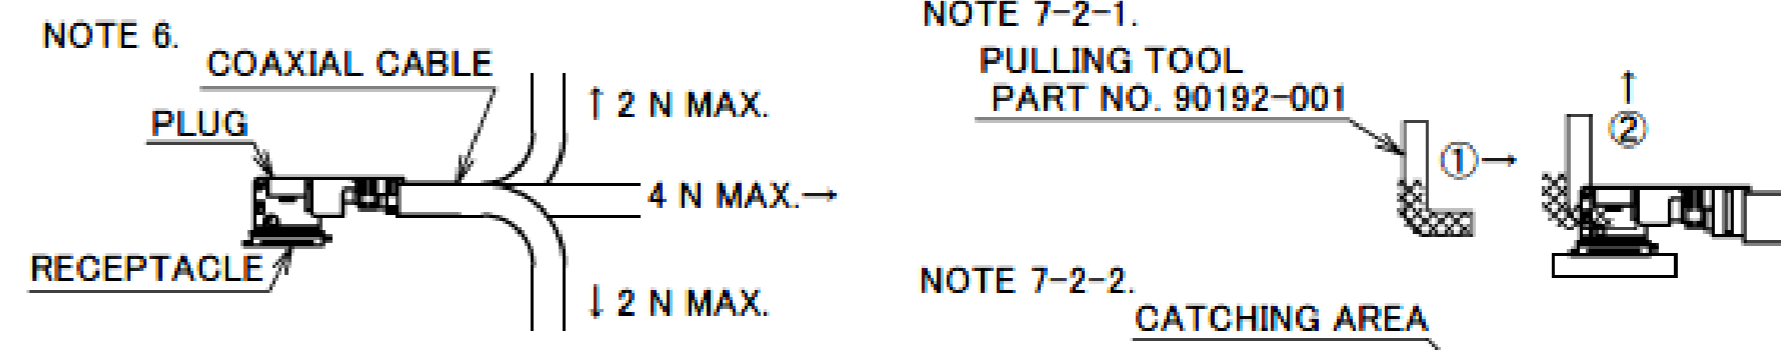 NOTE 6.
COAXIAL CABLE
↑ 2 N MAX.
PLUG
4 N MAX.→
RECEPTACLE
↓ 2 N MAX.
NOTE 7-2-1.
PULLING TOOL
PART NO. 90192-001
①→
↑
②
NOTE 7-2-2.
CATCHING AREA